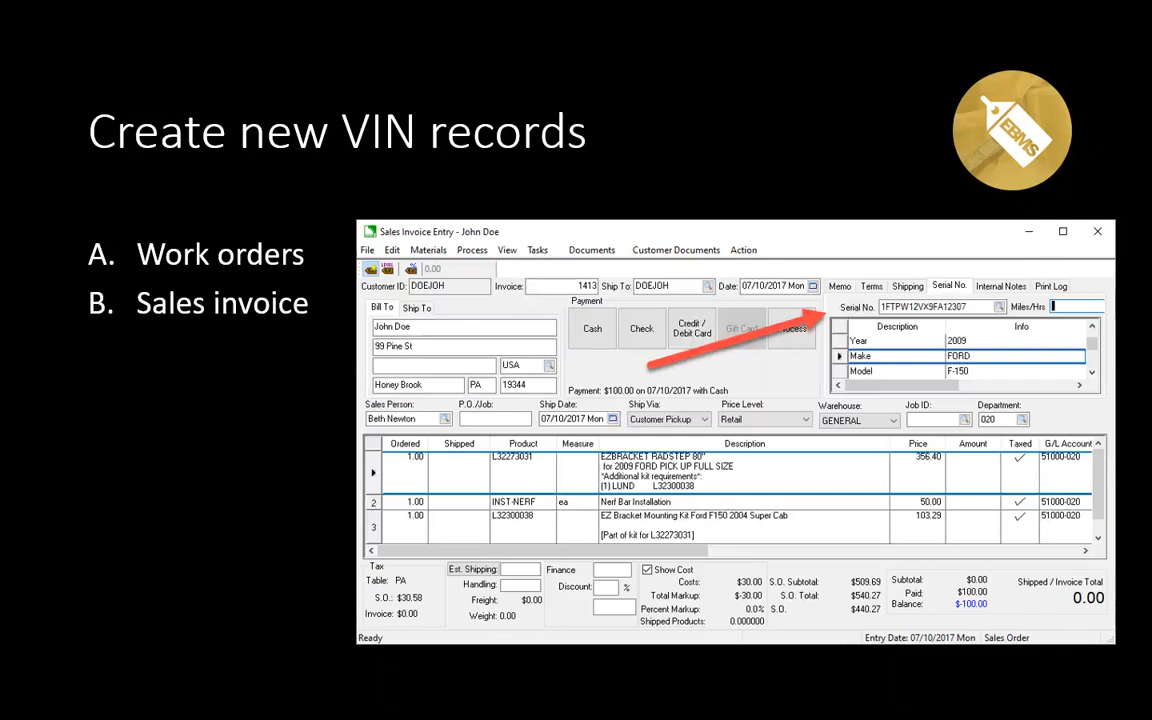 Create new VIN records
EBMS
A. Work orders
B. Sales invoice
Sales Invoice Entry - John Doe
File Edit Materials Process View Tasks Documents Customer Documents Action
0.00
Customer ID: DOEJOH Invoice: 1413 Ship To: DOEJOH Date: 07/10/2017 Mon
Memo Terms Shipping Serial No. Internal Notes Print Log
Bill To Ship To
Payment
Serial No. 1FTPW12VX9FA12307 Miles/Hrs
John Doe
99 Pine St
USA
Honey Brook PA 19344
Cash Check Credit / Debit Card Gift Card
Payment: $100.00 on 07/10/2017 with Cash
Description Info
Year 2009
Make FORD
Model F-150
Sales Person: P.O./Job: Ship Date: Ship Via: Price Level: Warehouse: Job ID: Department:
Beth Newton 07/10/2017 Mon Customer Pickup Retail GENERAL 020
Ordered Shipped Product Measure Description Price Amount Taxed G/L Account
1.00 L32273031 EZBRACKET RADSTEP 80" 356.40 51000-020
for 2009 FORD PICK UP FULL SIZE
"Additional kit requirements":
(1) LUND L32300038
2 1.00 INST-NERF ea Nerf Bar Installation 50.00 51000-020
3 1.00 L32300038 EZ Bracket Mounting Kit Ford F150 2004 Super Cab 103.29 51000-020
[Part of kit for L32273031]
Tax
Table: PA
S.O.: $30.58
Invoice: $0.00
Est. Shipping:
Handling:
Freight: $0.00
Weight: 0.00
Finance
Discount: %
Show Cost
Costs: $30.00
Total Markup: $-30.00
Percent Markup: 0.0%
Shipped Products: 0.000000
S.O. Subtotal: $509.69
S.O. Total: $540.27
S.O. $440.27
Subtotal: $0.00
Paid: $100.00
Balance: $-100.00
Shipped / Invoice Total
0.00
Ready Entry Date: 07/10/2017 Mon Sales Order